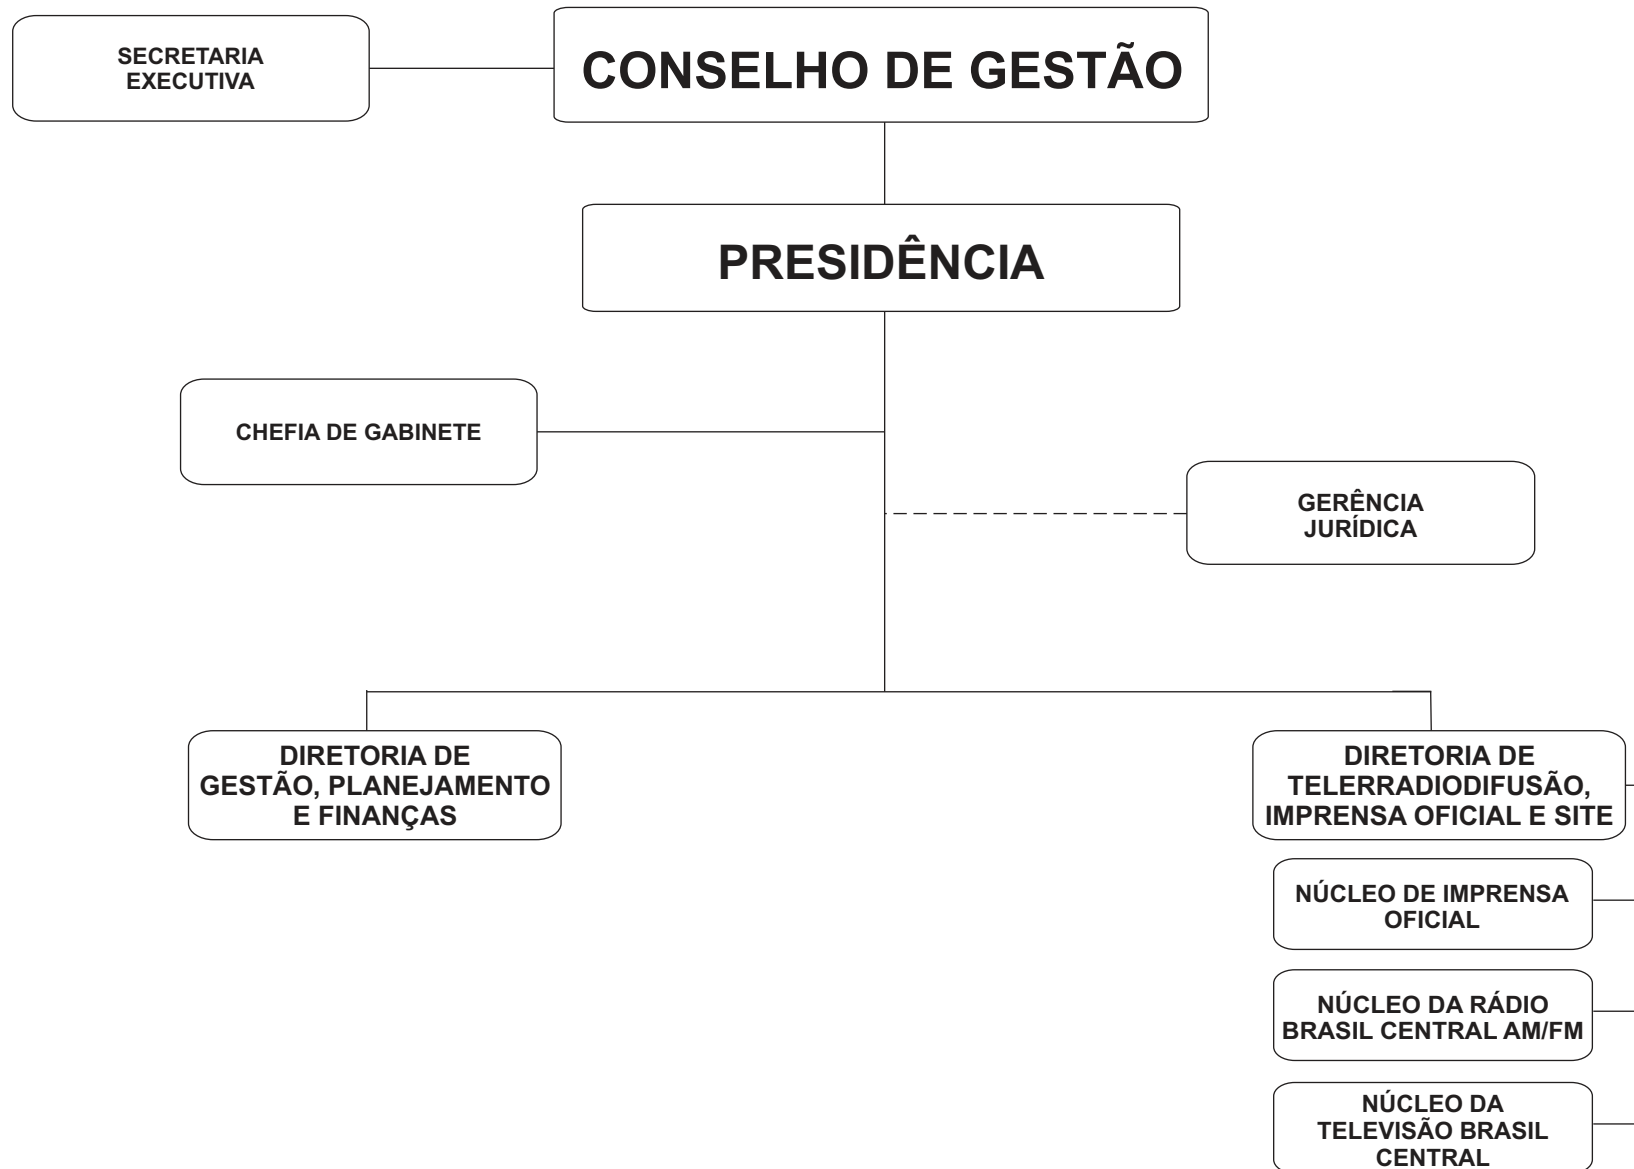 SECRETARIA
EXECUTIVA
CONSELHO DE GESTÃO
PRESIDÊNCIA
CHEFIA DE GABINETE
GERÊNCIA
JURÍDICA
DIRETORIA DE
GESTÃO, PLANEJAMENTO
E FINANÇAS
DIRETORIA DE
TELERRADIODIFUSÃO,
IMPRENSA OFICIAL E SITE
NÚCLEO DE IMPRENSA
OFICIAL
NÚCLEO DA RÁDIO
BRASIL CENTRAL AM/FM
NÚCLEO DA
TELEVISÃO BRASIL
CENTRAL